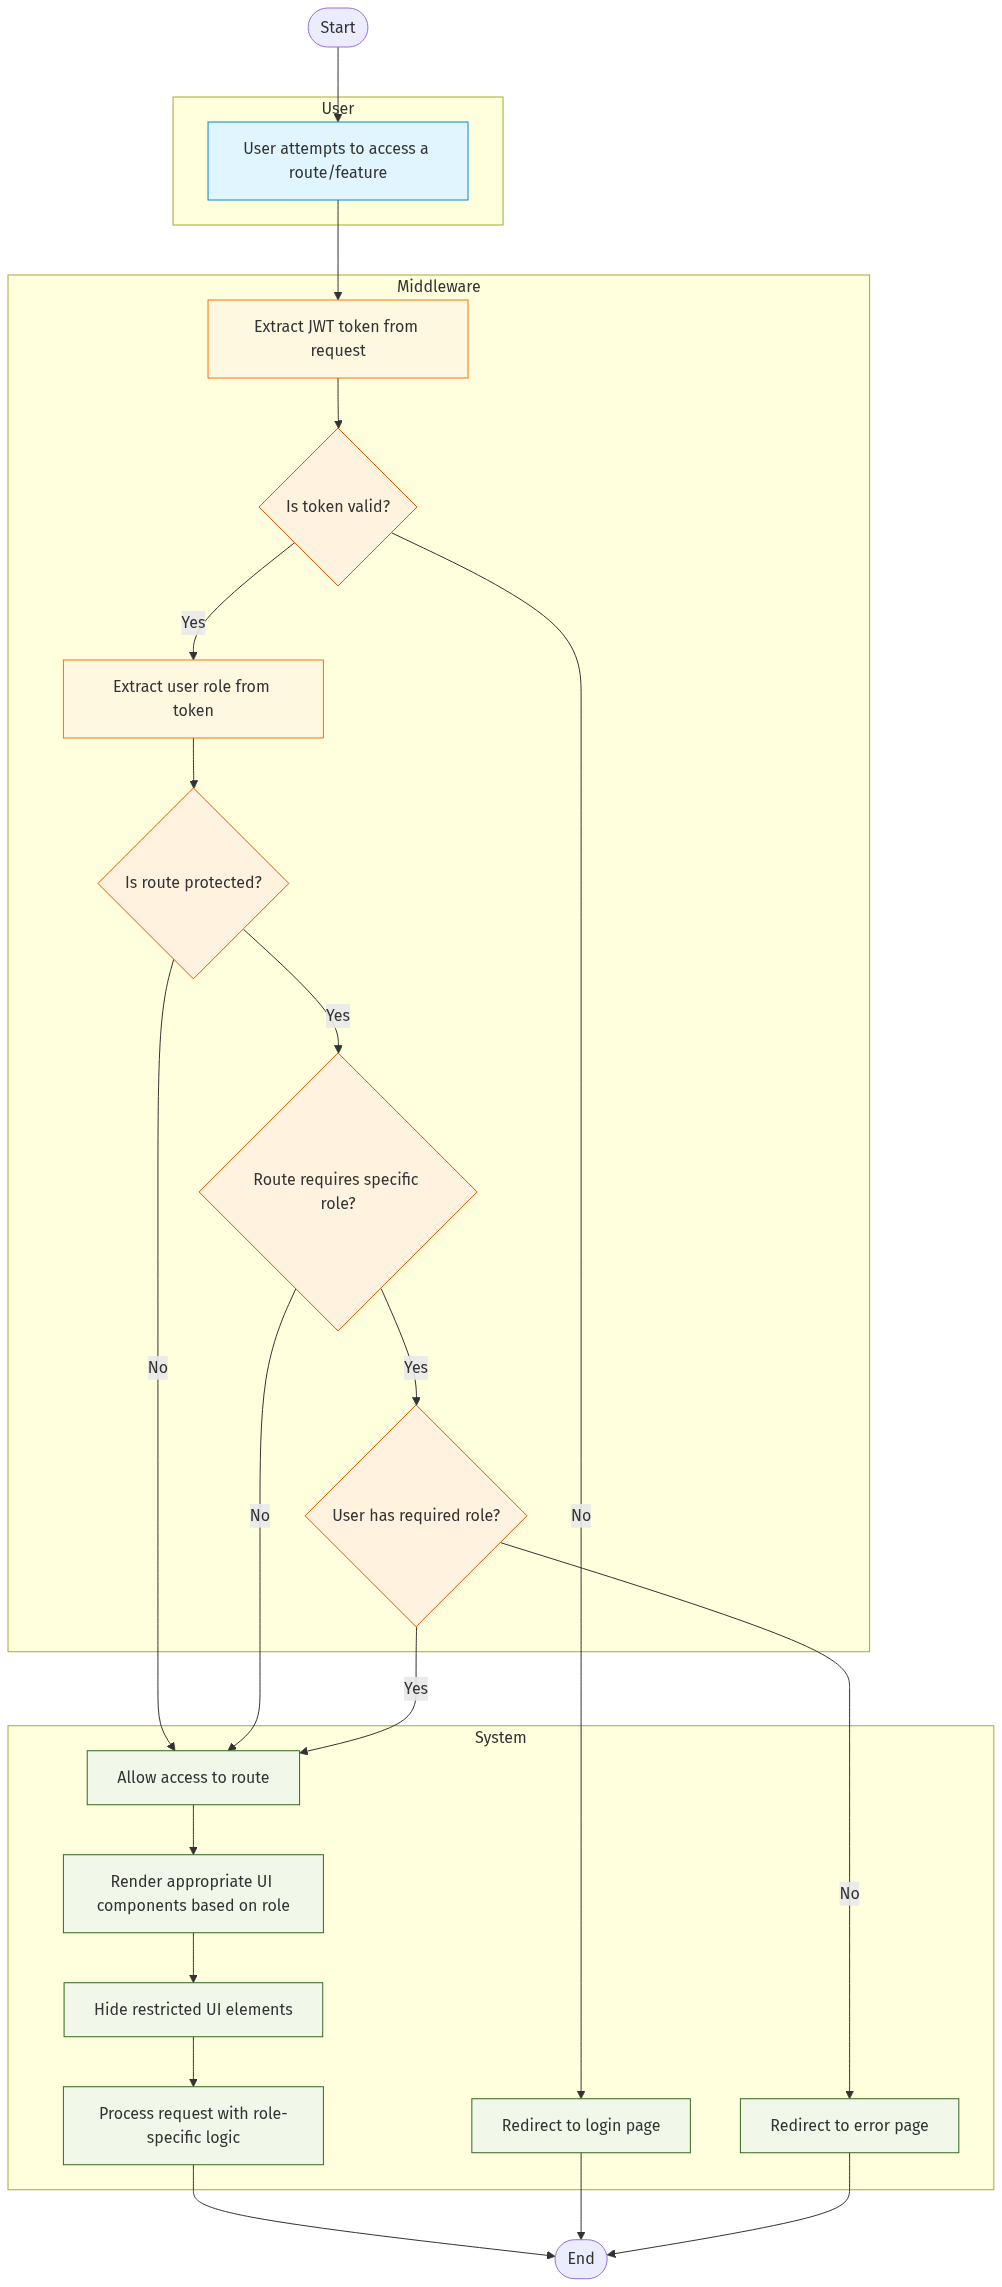 Start
User
User attempts to access a
route/feature
Middleware
Extract JWT token from
request
Is token valid?
Yes
Extract user role from
token
Is route protected?
Yes
Route requires specific
role?
No
Yes
No
User has required role?
No
Yes
System
Allow access to route
Render appropriate UI
components based on role
No
Hide restricted UI elements
Process request with role-
specific logic
Redirect to login page
Redirect to error page
End